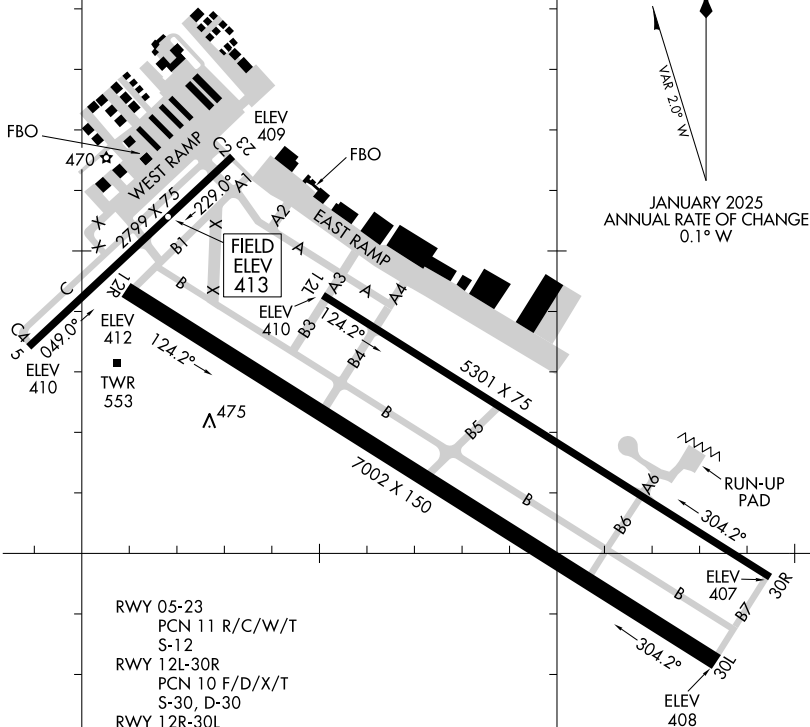 FBO
470
WEST RAMP
ELEV
409
23
C2
A1
2799 X 75
229.0°
X
X
X
X
B1
A2
A
FBO
EAST RAMP
FIELD
ELEV
413
VAR 2.0° W
JANUARY 2025
ANNUAL RATE OF CHANGE
0.1° W
C
C4
5
049.0°
ELEV
410
12R
ELEV
412
B
12L
A3
A
A4
ELEV
410
B3
124.2°
B4
124.2°
TWR
553
475
5301 X 75
B
B5
7002 X 150
B
A6
B6
RUN-UP
PAD
304.2°
ELEV
407
30R
B
B7
304.2°
30L
ELEV
408
RWY 05-23
PCN 11 R/C/W/T
S-12
RWY 12L-30R
PCN 10 F/D/X/T
S-30, D-30
RWY 12R-30L